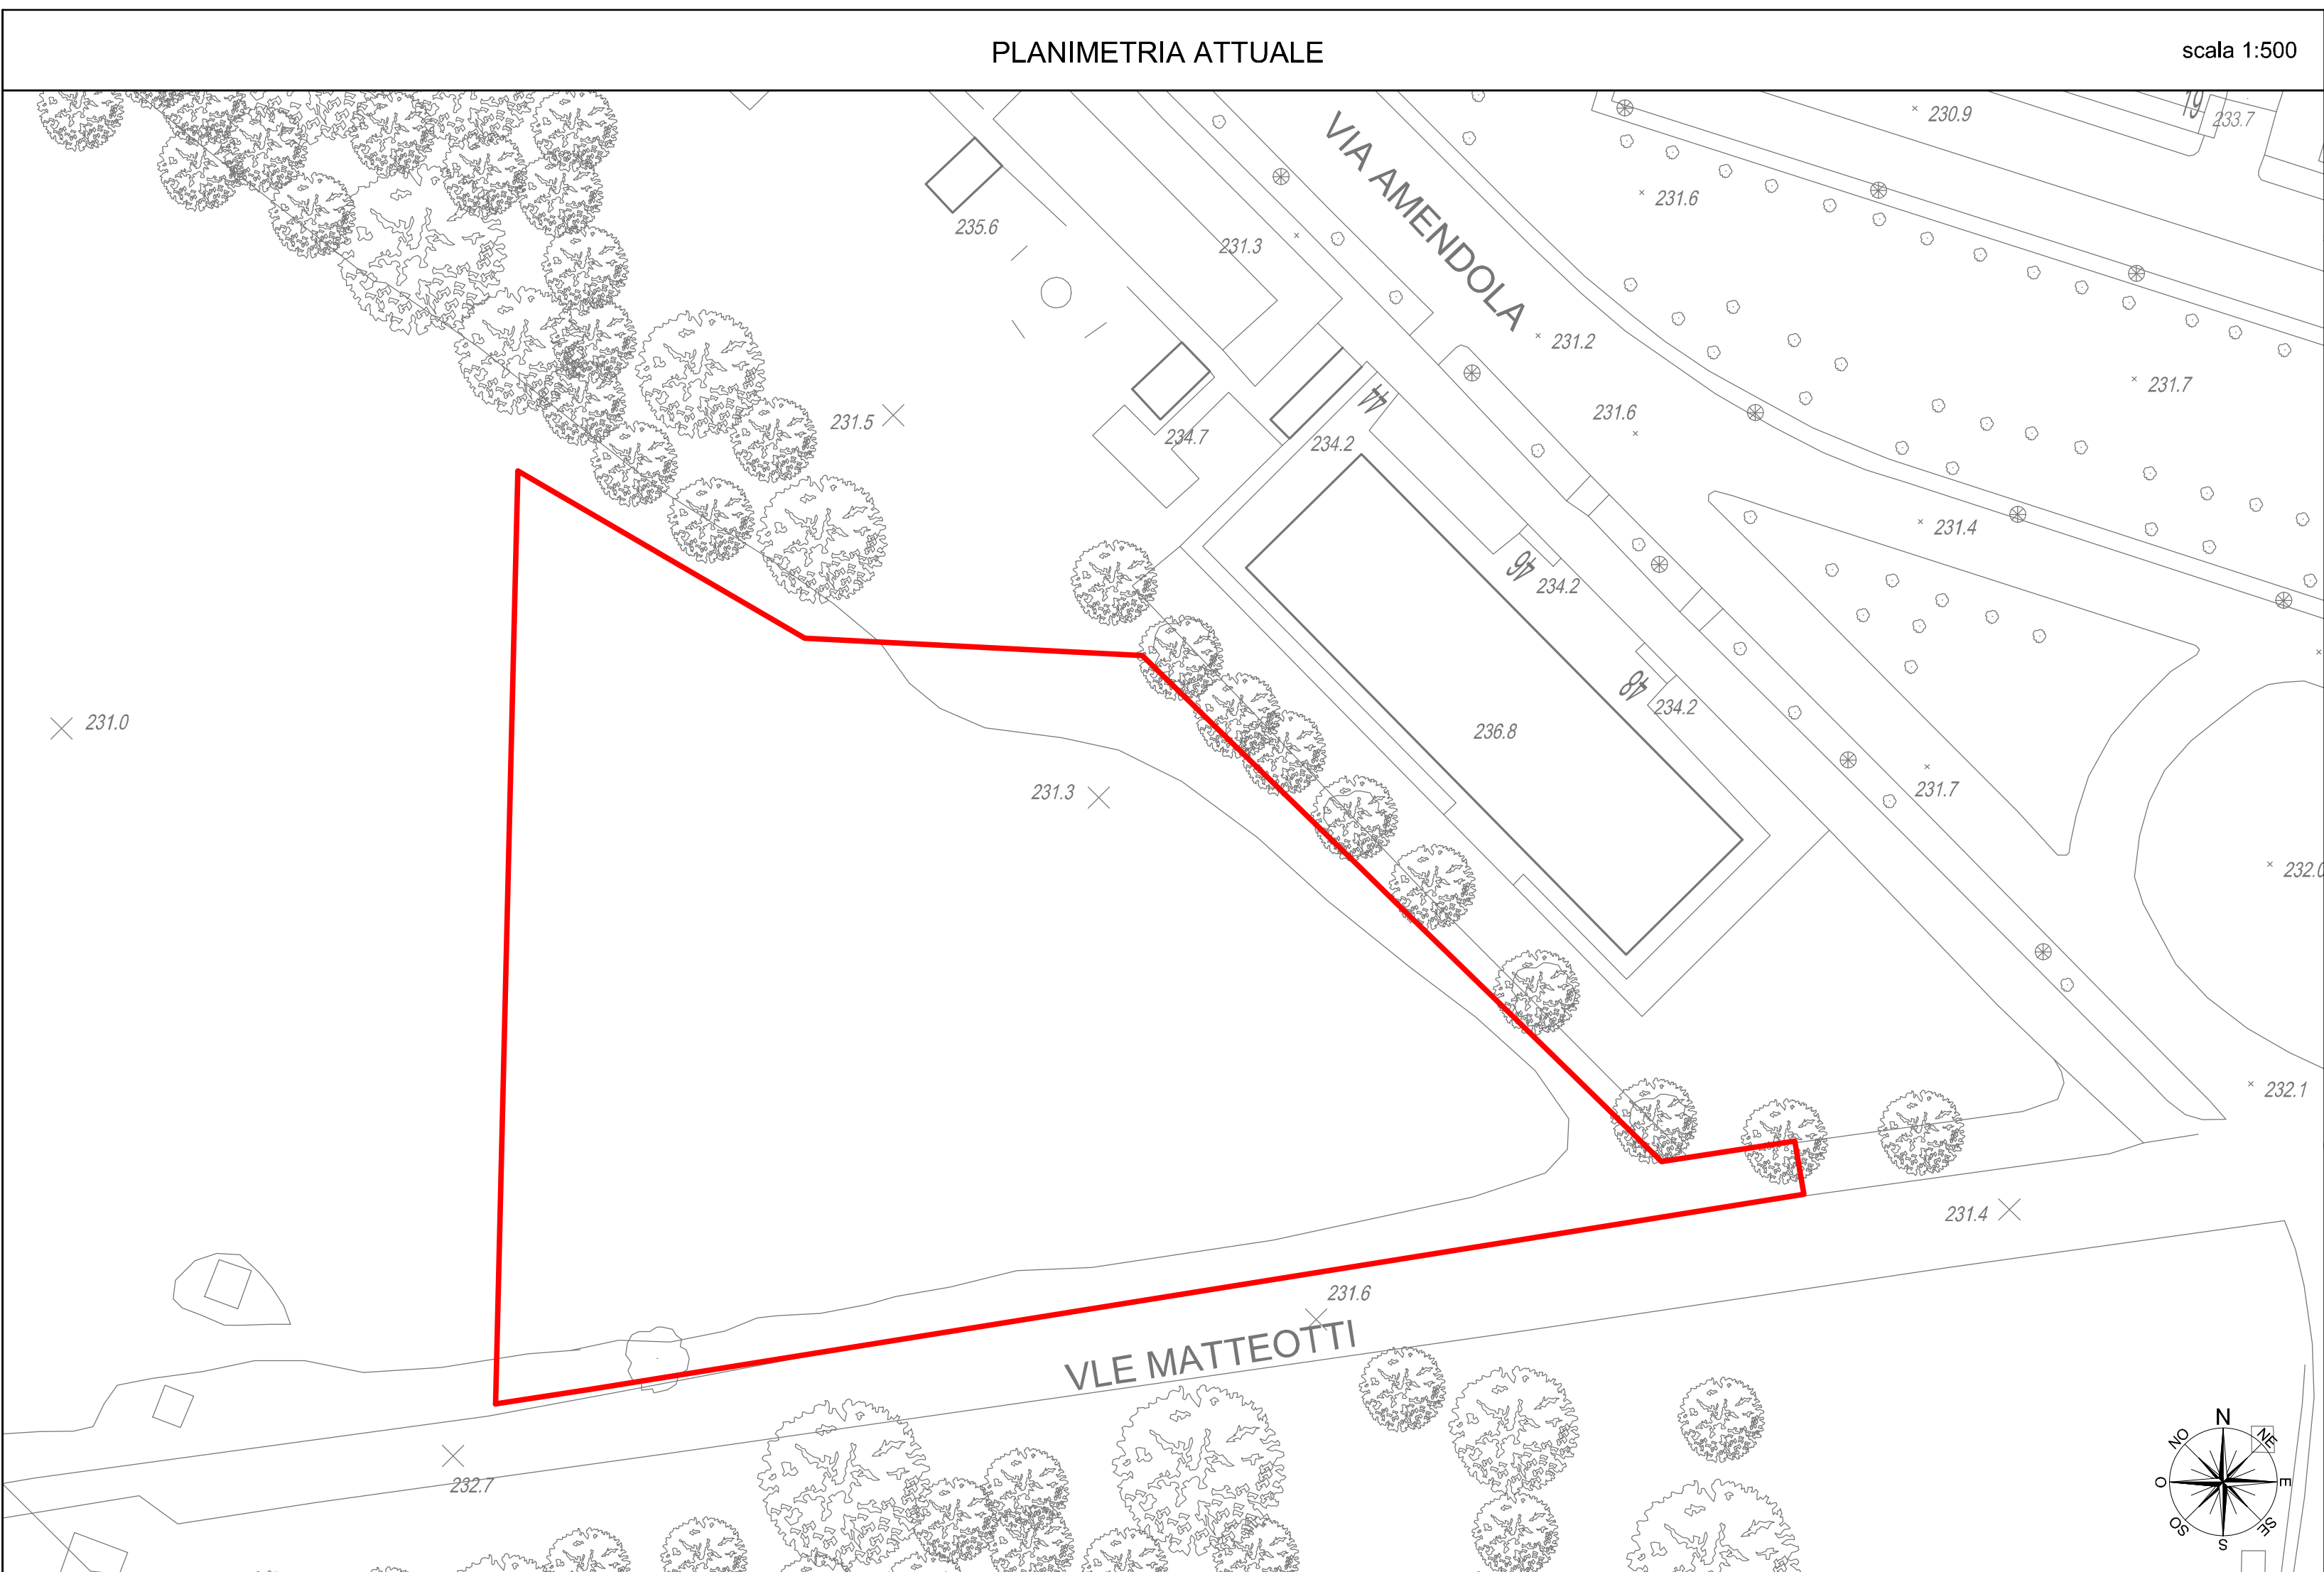 PLANIMETRIA ATTUALE
scala 1:500
19
230.9
233.7
VIA AMENDOLA
231.6
235.6
231.3
231.2
231.7
44
231.5
234.7
234.2
231.6
231.4
46
234.2
48
234.2
231.0
236.8
231.3
231.7
232.0
232.1
231.4
231.6
VLE MATTEOTTI
232.7
N
NO
NE
O
E
SO
SE
S